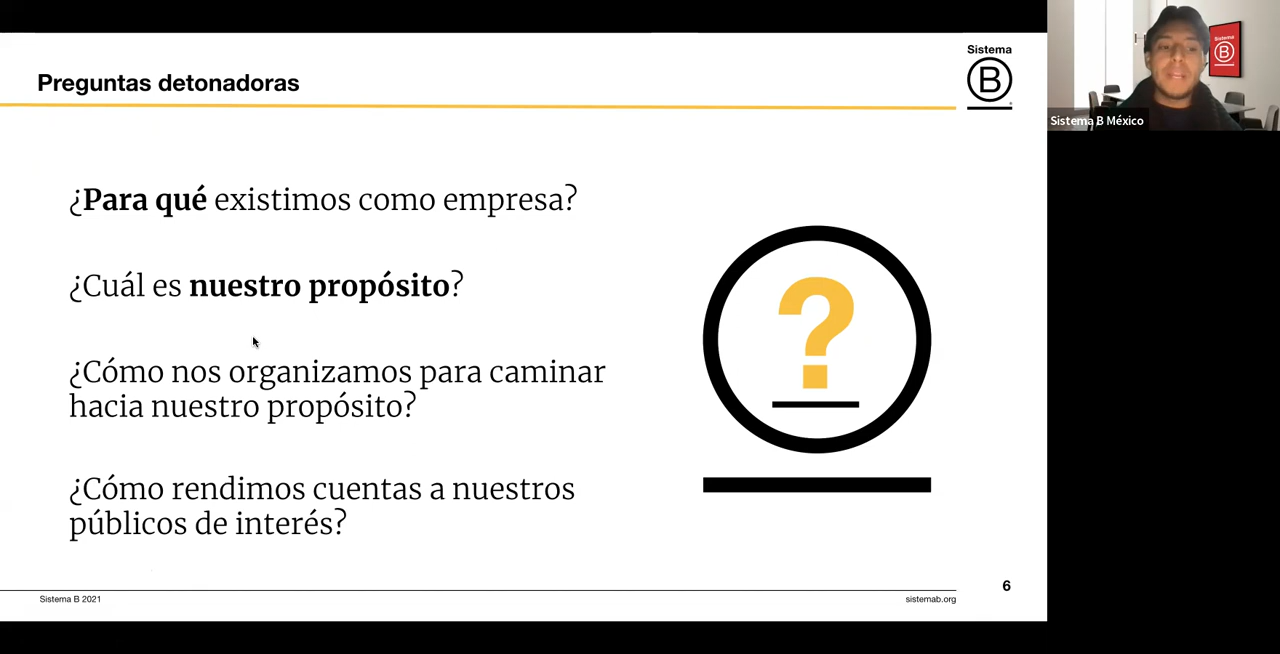 Preguntas detonadoras
Sistema
B
¿Para qué existimos como empresa?
¿Cuál es nuestro propósito?
¿Cómo nos organizamos para caminar
hacia nuestro propósito?
¿Cómo rendimos cuentas a nuestros
públicos de interés?
?
6
Sistema B 2021
sistemab.org
Sistema
B
Sistema B México